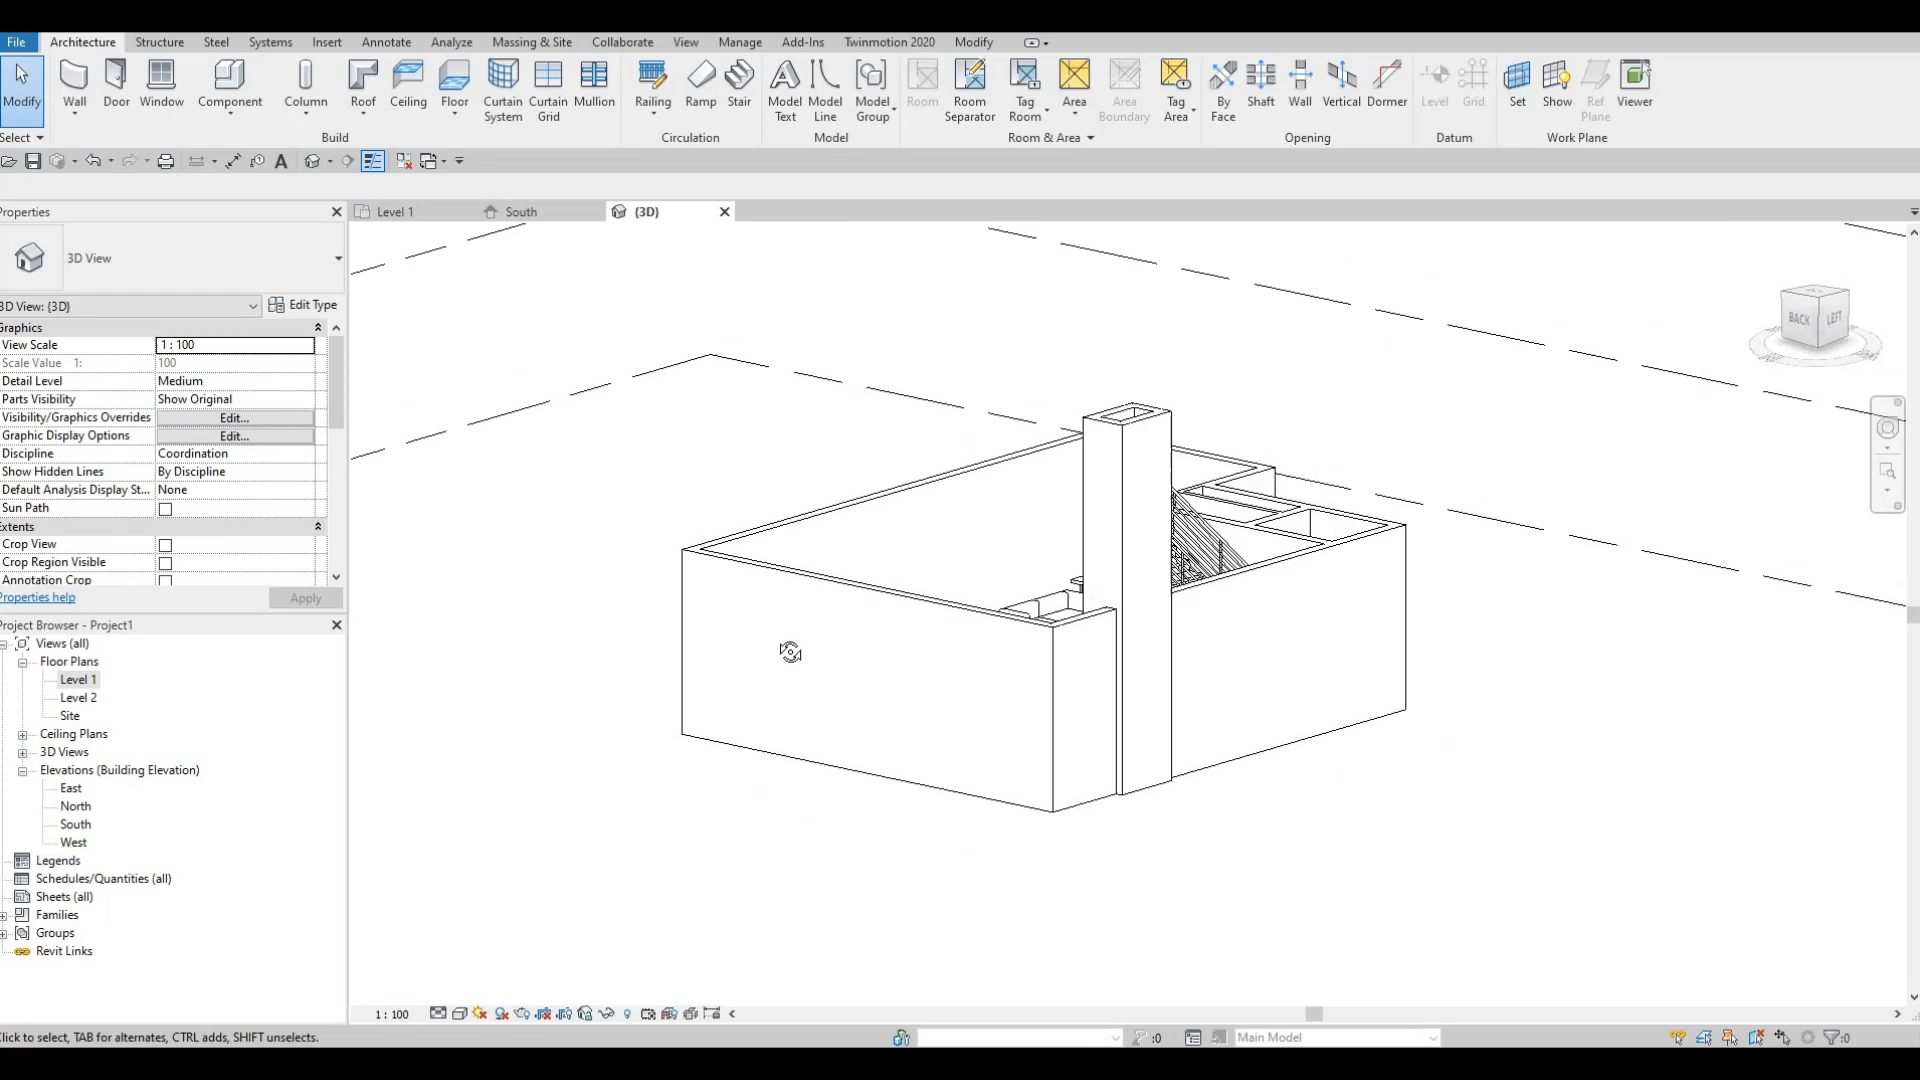 File Architecture Structure Steel Systems Insert Annotate Analyze Massing & Site Collaborate View Manage Add-Ins Twinmotion 2020 Modify
Modify Wall Door Window Component Column Roof Ceiling Floor Curtain System Curtain Grid Mullion Railing Ramp Stair Model Text Model Line Model Group Room Room Separator Tag Room Area Area Boundary Tag Area By Face Shaft Wall Vertical Dormer Level Grid Set Show Ref Plane Viewer
Select Build Circulation Model Room & Area Opening Datum Work Plane
Properties
Level 1 South {3D}
3D View
3D View: {3D} Edit Type
Graphics
View Scale 1 : 100
Scale Value 1: 100
Detail Level Medium
Parts Visibility Show Original
Visibility/Graphics Overrides Edit...
Graphic Display Options Edit...
Discipline Coordination
Show Hidden Lines By Discipline
Default Analysis Display St... None
Sun Path
Extents
Crop View
Crop Region Visible
Annotation Crop
Properties help Apply
Project Browser - Project1
Views (all)
Floor Plans
Level 1
Level 2
Site
Ceiling Plans
3D Views
Elevations (Building Elevation)
East
North
South
West
Legends
Schedules/Quantities (all)
Sheets (all)
Families
Groups
Revit Links
BACK LEFT
1 : 100
Click to select, TAB for alternates, CTRL adds, SHIFT unselects.
:0 Main Model :0